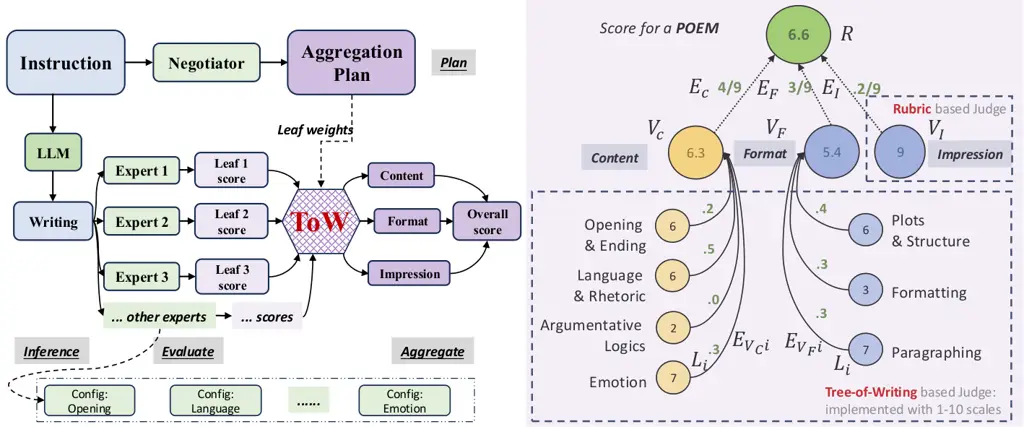 Instruction
Negotiator
Aggregation
Plan
Plan
Leaf weights
LLM
Writing
Expert 1
Leaf 1
score
Expert 2
Leaf 2
score
Expert 3
Leaf 3
score
... other experts
... scores
ToW
Content
Format
Impression
Overall
score
Inference
Evaluate
Aggregate
Config:
Opening
Config:
Language
......
Config:
Emotion
Score for a POEM
6.6
R
E_c 4/9
E_F 3/9
E_I .2/9
Rubric based Judge
V_c
V_F
V_I
Content
6.3
Format
5.4
9
Impression
.2
Opening
& Ending
6
.5
Language
& Rhetoric
6
.0
Argumentative
Logics
2
.3
Emotion
7
L_i
E_{V_C i}
E_{V_F i}
L_i
.4
6
Plots
& Structure
.3
3
Formatting
.3
7
Paragraphing
Tree-of-Writing based Judge:
implemented with 1-10 scales